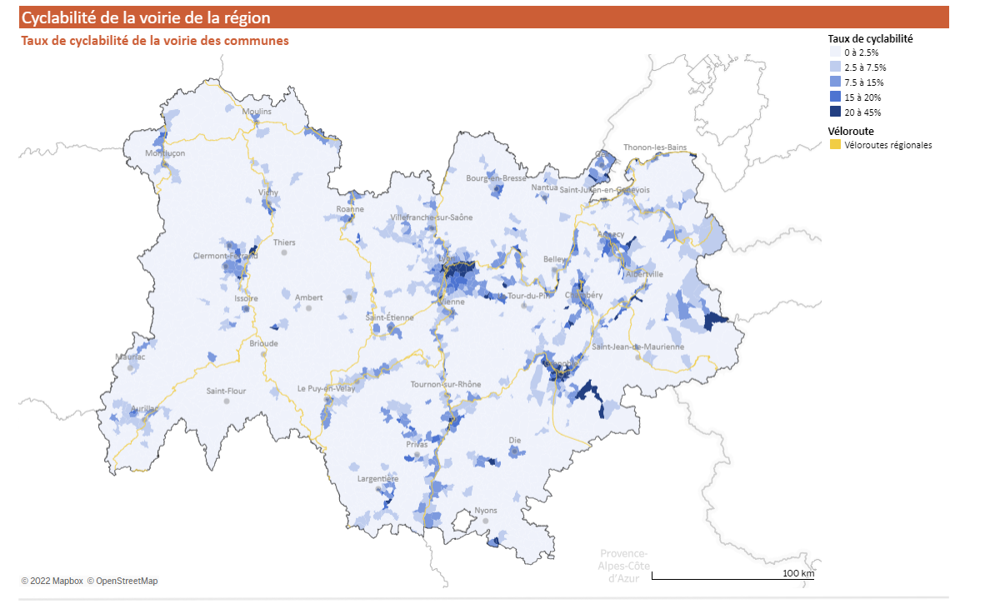 Cyclabilité de la voirie de la région
Taux de cyclabilité de la voirie des communes
Taux de cyclabilité
0 à 2.5%
2.5 à 7.5%
7.5 à 15%
15 à 20%
20 à 45%
Véloroute
Véloroutes régionales
Moulins
Montluçon
Thonon-les-Bains
Bourg-en-Bresse
Nantua
Saint-Julien-en-Genevois
Vichy
Roanne
Villefranche-sur-Saône
Thiers
Annecy
Clermont-Ferrand
Belley
Albertville
Issoire
Ambert
Vienne
La-Tour-du-Pin
Chambéry
Saint-Étienne
Brioude
Saint-Jean-de-Maurienne
Mauriac
Saint-Flour
Le Puy-en-Velay
Tournon-sur-Rhône
Aurillac
Privas
Die
Largentière
Nyons
Provence-
Alpes-Côte
d'Azur
100 km
© 2022 Mapbox © OpenStreetMap